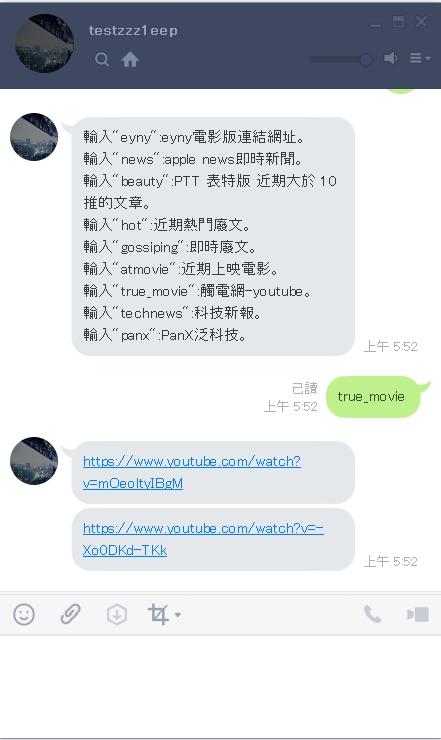 testzzz1eep
輸入“eyny“:eyny電影版連結網址。
輸入“news“:apple news即時新聞。
輸入“beauty“:PTT 表特版 近期大於 10
推的文章。
輸入“hot“:近期熱門廢文。
輸入“gossiping“:即時廢文。
輸入“atmovie“:近期上映電影。
輸入“true_movie“:觸電網-youtube。
輸入“technews“:科技新報。
輸入“panx“:PanX泛科技。
上午 5:52
已讀
上午 5:52
true_movie
https://www.youtube.com/watch?
v=mOeoItyIBgM
https://www.youtube.com/watch?v=-
Xo0DKd-TKk
上午 5:52